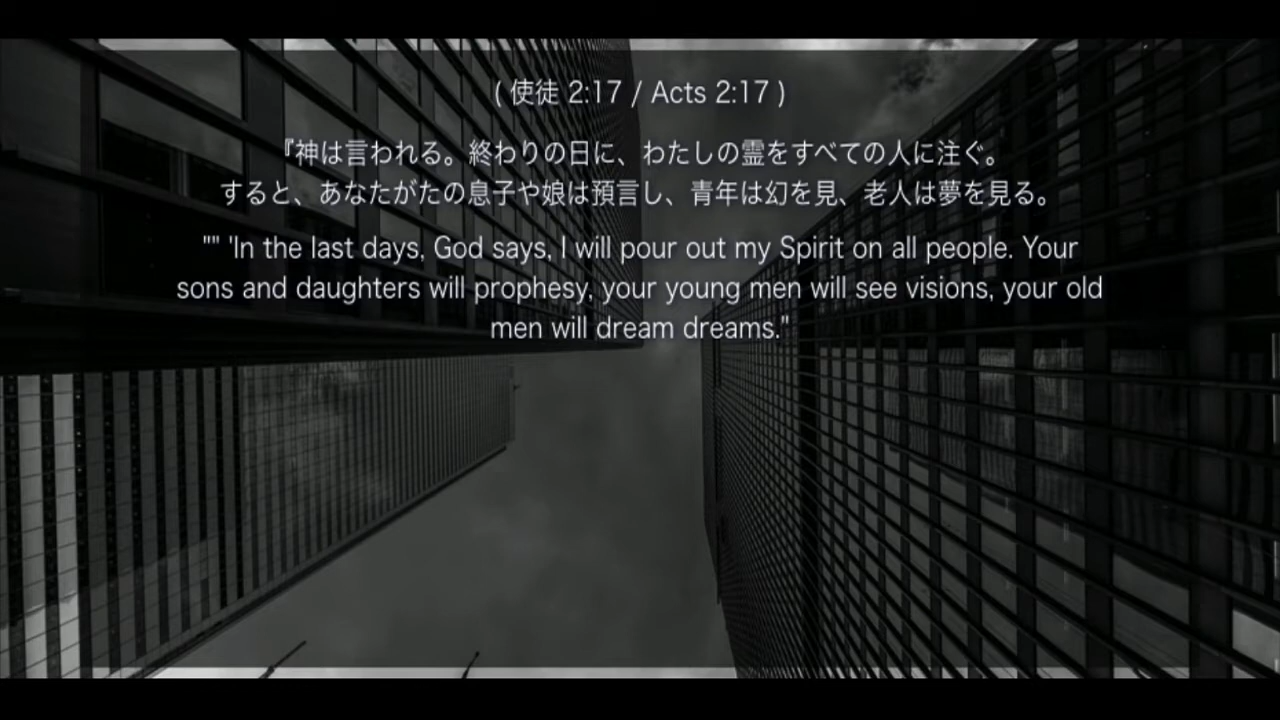 ( 使徒 2:17 / Acts 2:17 )
『神は言われる。終わりの日に、わたしの霊をすべての人に注ぐ。
すると、あなたがたの息子や娘は預言し、青年は幻を見、老人は夢を見る。
"" 'In the last days, God says, I will pour out my Spirit on all people. Your
sons and daughters will prophesy, your young men will see visions, your old
men will dream dreams."